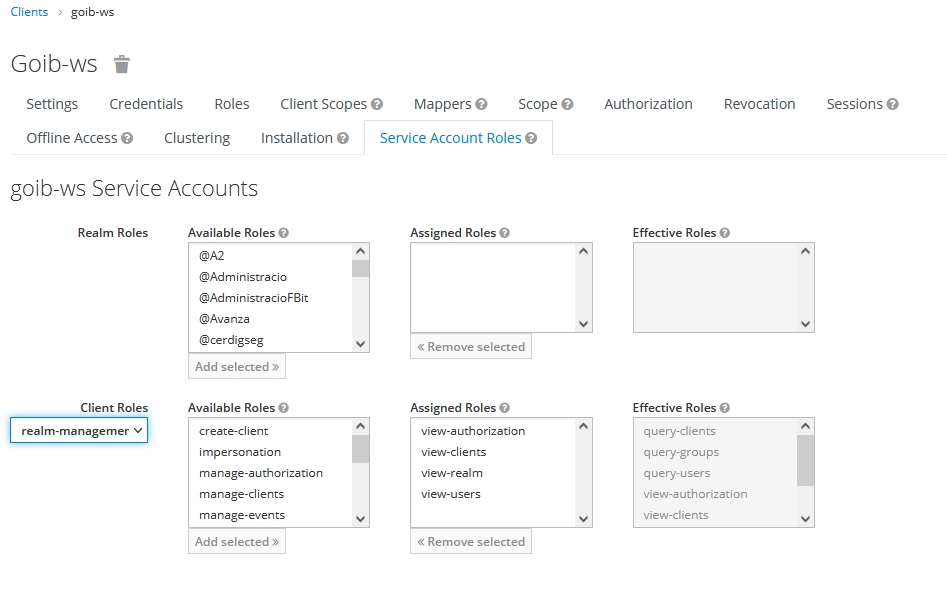 Clients > goib-ws
Goib-ws
Settings Credentials Roles Client Scopes Mappers Scope Authorization Revocation Sessions
Offline Access Clustering Installation Service Account Roles
goib-ws Service Accounts
Realm Roles Available Roles Assigned Roles Effective Roles
@A2
@Administracio
@AdministracioFBit
@Avanza
@cerdigseg
Add selected » « Remove selected
Client Roles Available Roles Assigned Roles Effective Roles
realm-managemer
create-client view-authorization query-clients
impersonation view-clients query-groups
manage-authorization view-realm query-users
manage-clients view-users view-authorization
manage-events view-clients
Add selected » « Remove selected